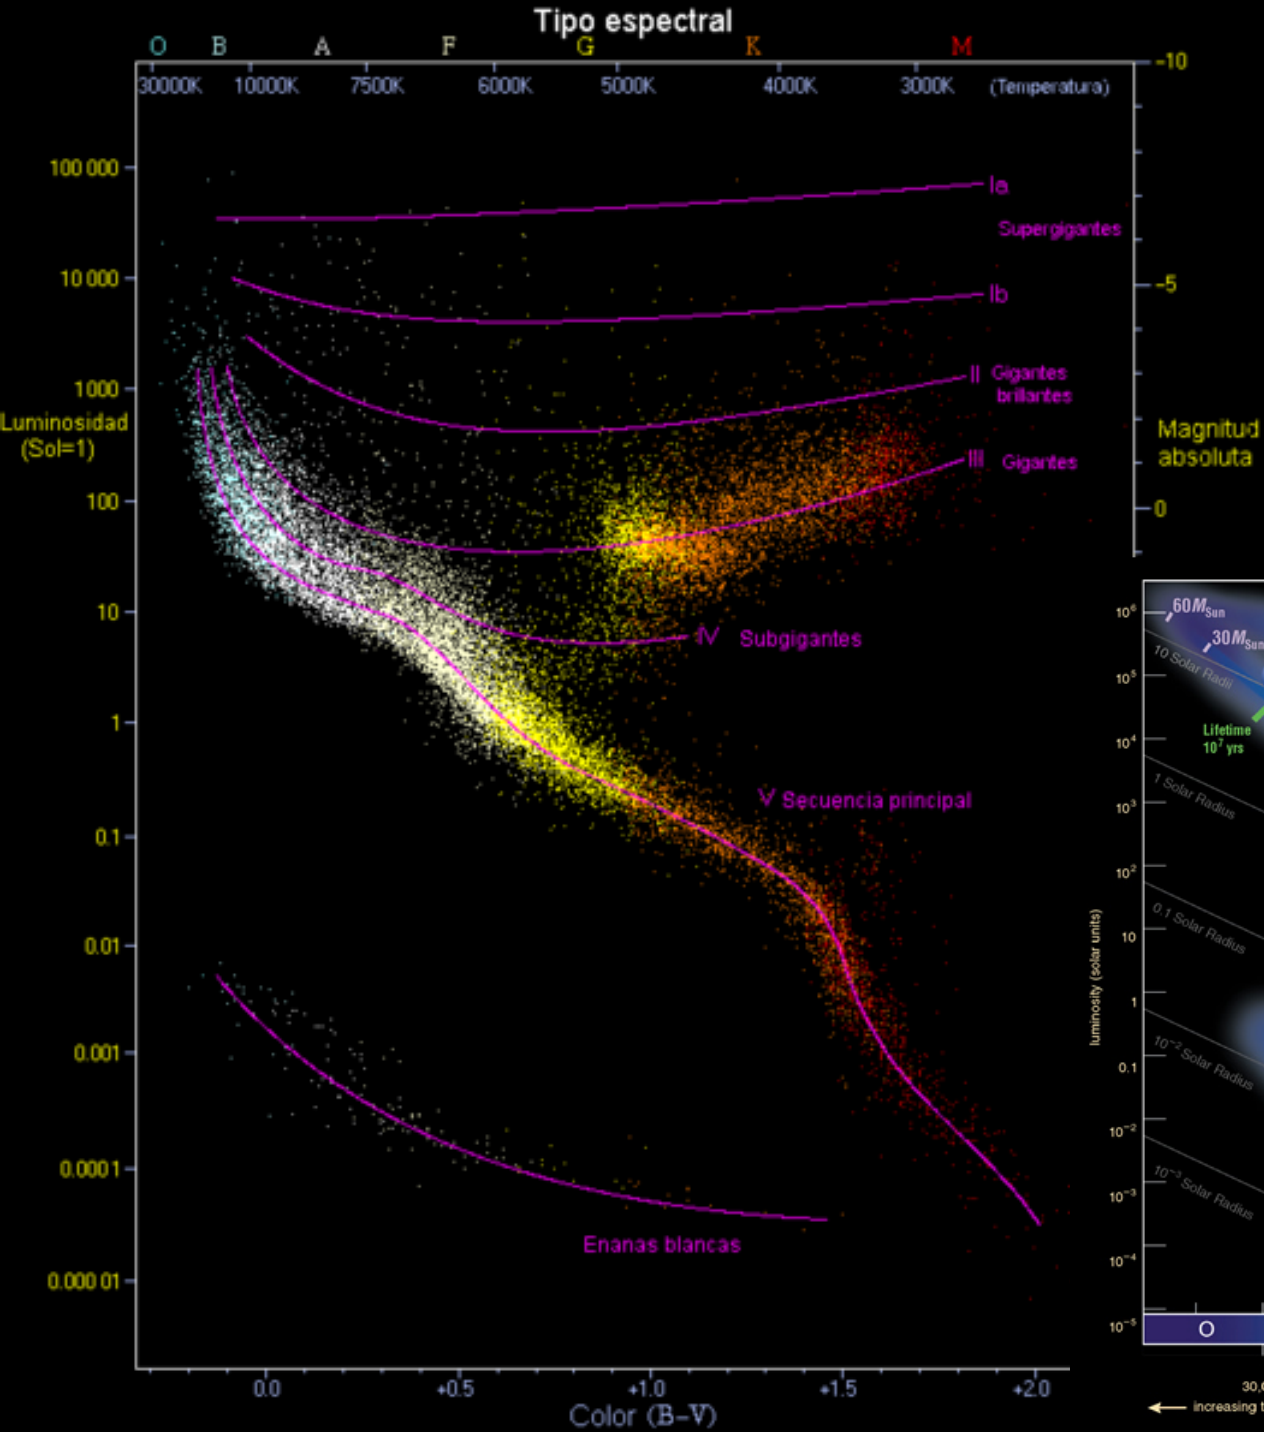 Tipo espectral
O B A F G K M
30000K 10000K 7500K 6000K 5000K 4000K 3000K (Temperatura)
-10
100 000
Ia
Supergigantes
10 000
-5
Ib
1000
II Gigantes
brillantes
Luminosidad
(Sol=1)
Magnitud
absoluta
III Gigantes
100
0
10
IV Subgigantes
1
V Secuencia principal
0.1
0.01
0.001
0.0001
Enanas blancas
0.000 01
0.0 +0.5 +1.0 +1.5 +2.0
Color (B-V)
10⁶
60MSun
30MSun
10 Solar Radii
10⁵
Lifetime
10⁷ yrs
10⁴
1 Solar Radius
10³
10²
0.1 Solar Radius
10
luminosity (solar units)
1
10⁻² Solar Radius
0.1
10⁻²
10⁻³ Solar Radius
10⁻³
10⁻⁴
10⁻⁵
O
30,
increasing